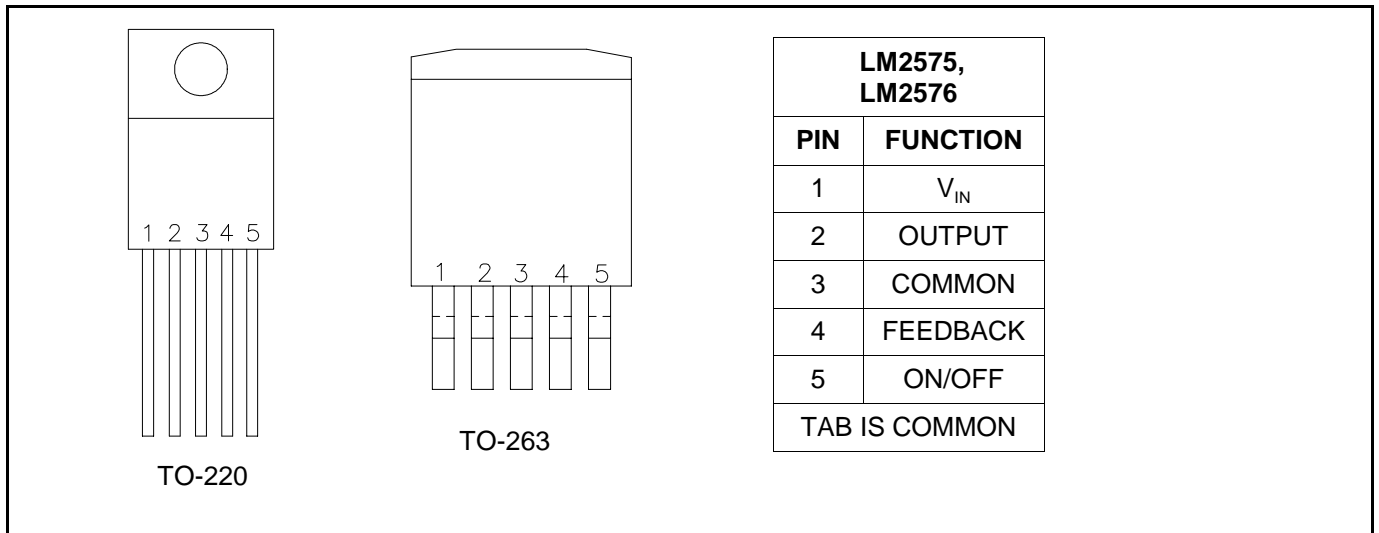 1 2 3 4 5
TO-220
1 2 3 4 5
TO-263
LM2575,
LM2576
PIN FUNCTION
1 VIN
2 OUTPUT
3 COMMON
4 FEEDBACK
5 ON/OFF
TAB IS COMMON